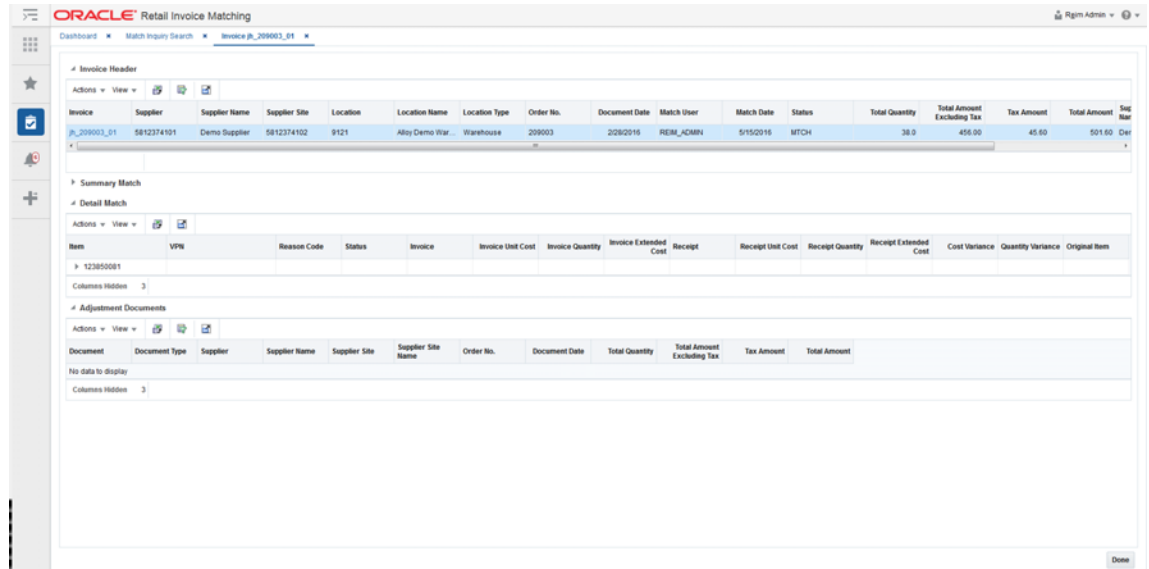 ORACLE® Retail Invoice Matching
Rgim Admin
Dashboard
Match Inquiry Search
Invoice jh_209003_01
Invoice Header
Actions View
Invoice Supplier Supplier Name Supplier Site Location Location Name Location Type Order No. Document Date Match User Match Date Status Total Quantity Total Amount Excluding Tax Tax Amount Total Amount Sup Nar
jh_209003_01 5812374101 Demo Supplier 5812374102 9121 Alloy Demo War... Warehouse 209003 2/28/2016 REIM_ADMIN 5/15/2016 MTCH 38.0 456.00 45.60 501.60 Der
Summary Match
Detail Match
Actions View
Item VPN Reason Code Status Invoice Invoice Unit Cost Invoice Quantity Invoice Extended Cost Receipt Receipt Unit Cost Receipt Quantity Receipt Extended Cost Cost Variance Quantity Variance Original Item
123850081
Columns Hidden 3
Adjustment Documents
Actions View
Document Document Type Supplier Supplier Name Supplier Site Supplier Site Name Order No. Document Date Total Quantity Total Amount Excluding Tax Tax Amount Total Amount
No data to display
Columns Hidden 3
Done